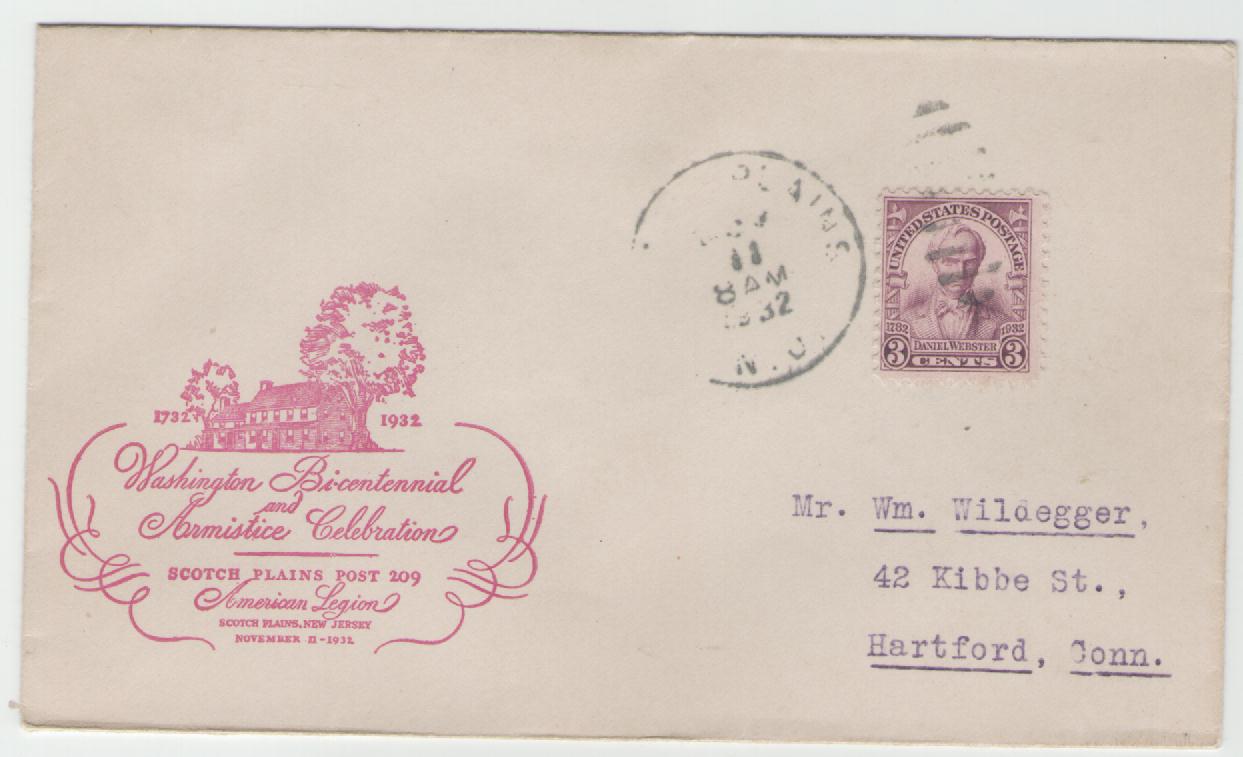 PLAINS
NOV
11
8 AM
1932
N.J.
UNITED STATES POSTAGE
1782 1932
DANIEL WEBSTER
3 CENTS 3
1732 1932
Washington Bi-centennial
and
Armistice Celebration
SCOTCH PLAINS POST 209
American Legion
SCOTCH PLAINS, NEW JERSEY
NOVEMBER 11-1932
Mr. Wm. Wildegger,
42 Kibbe St.,
Hartford, Conn.